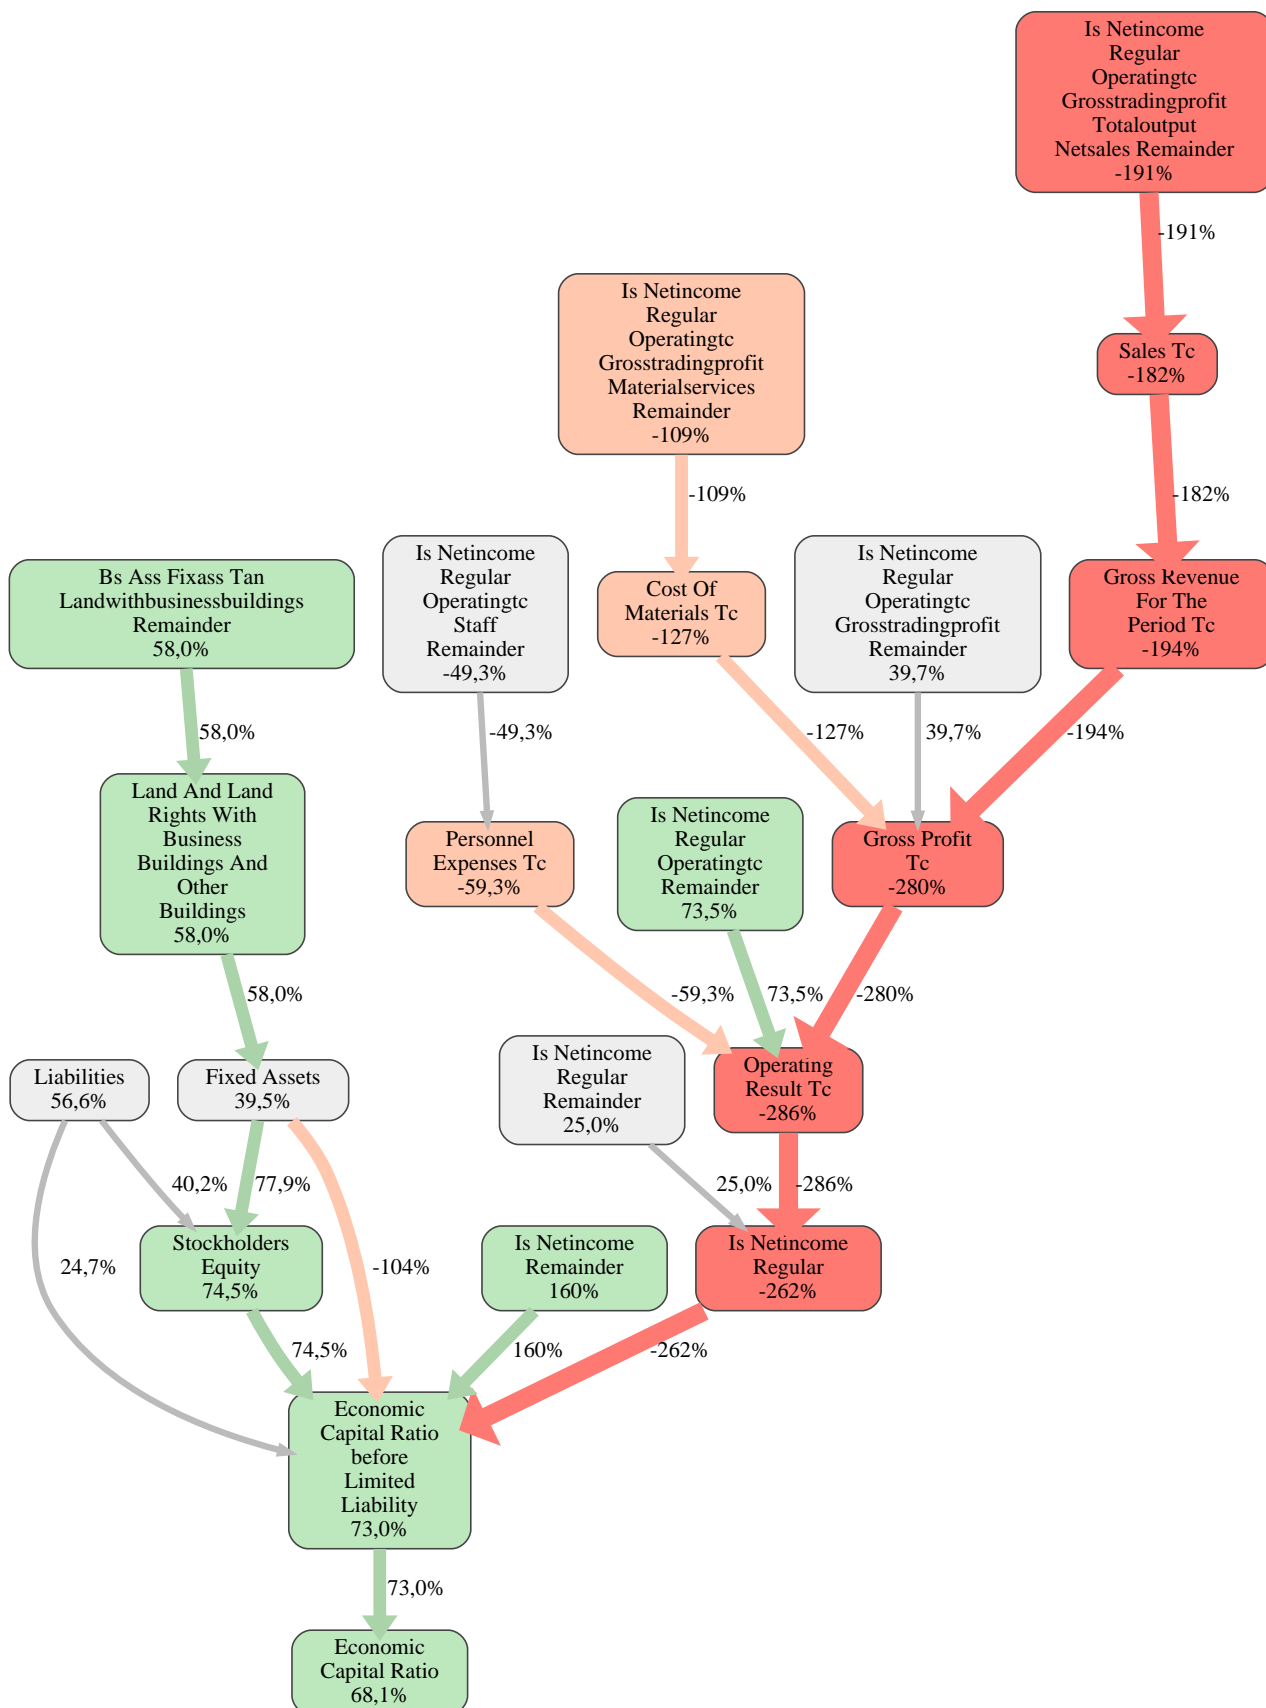 Is Netincome
Regular
Operatingtc
Grosstradingprofit
Totaloutput
Netsales Remainder
-191%
-191%
Is Netincome
Regular
Operatingtc
Grosstradingprofit
Materialservices
Remainder
-109%
Sales Tc
-182%
-109%
-182%
Bs Ass Fixass Tan
Landwithbusinessbuildings
Remainder
58,0%
Is Netincome
Regular
Operatingtc
Staff
Remainder
-49,3%
Cost Of
Materials Tc
-127%
Is Netincome
Regular
Operatingtc
Grosstradingprofit
Remainder
39,7%
Gross Revenue
For The
Period Tc
-194%
58,0%
-49,3%
-127%
39,7%
-194%
Land And Land
Rights With
Business
Buildings And
Other
Buildings
58,0%
Personnel
Expenses Tc
-59,3%
Is Netincome
Regular
Operatingtc
Remainder
73,5%
Gross Profit
Tc
-280%
58,0%
-59,3%
73,5%
-280%
Liabilities
56,6%
Fixed Assets
39,5%
Is Netincome
Regular
Remainder
25,0%
Operating
Result Tc
-286%
40,2%
77,9%
25,0%
-286%
24,7%
Stockholders
Equity
74,5%
-104%
Is Netincome
Remainder
160%
Is Netincome
Regular
-262%
74,5%
160%
-262%
Economic
Capital Ratio
before
Limited
Liability
73,0%
73,0%
Economic
Capital Ratio
68,1%